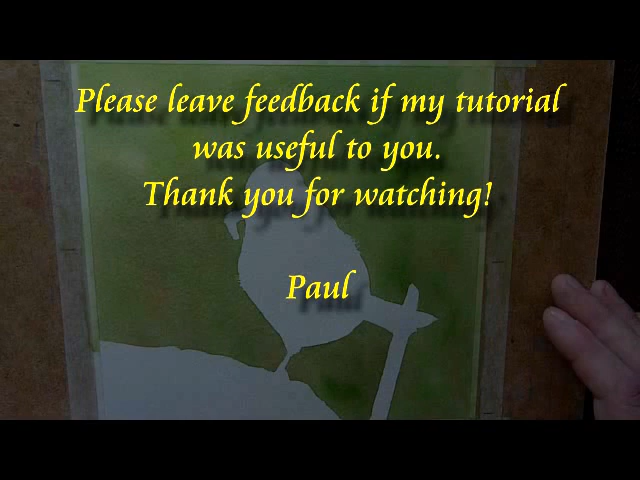 Please leave feedback if my tutorial
was useful to you.
Thank you for watching!
Paul